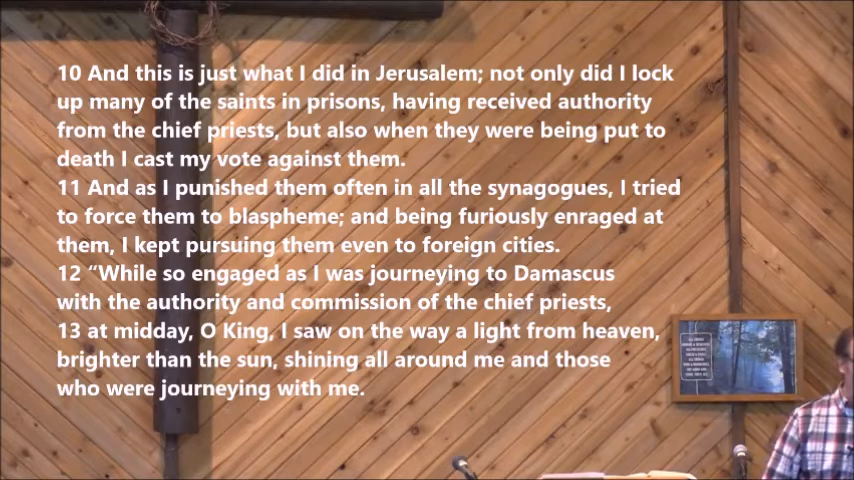 10 And this is just what I did in Jerusalem; not only did I lock
up many of the saints in prisons, having received authority
from the chief priests, but also when they were being put to
death I cast my vote against them.
11 And as I punished them often in all the synagogues, I tried
to force them to blaspheme; and being furiously enraged at
them, I kept pursuing them even to foreign cities.
12 “While so engaged as I was journeying to Damascus
with the authority and commission of the chief priests,
13 at midday, O King, I saw on the way a light from heaven,
brighter than the sun, shining all around me and those
who were journeying with me.